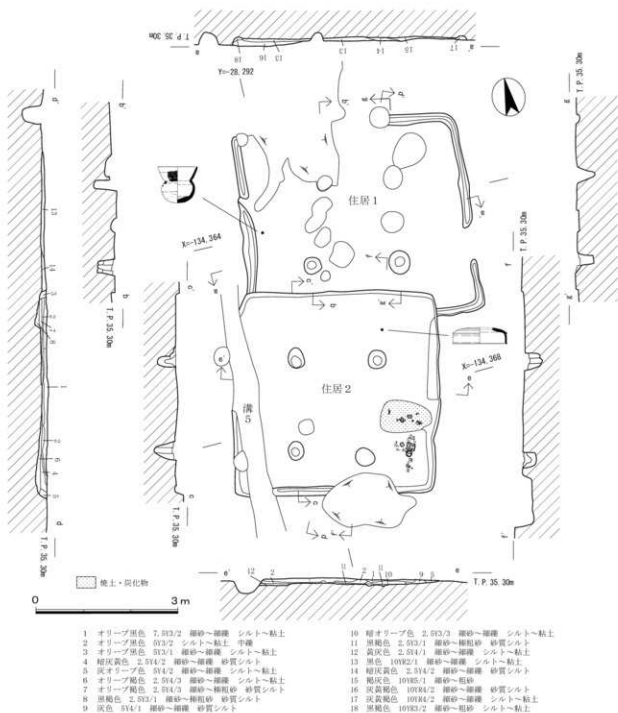 T.P. 35.30m
18 16 13 13 14 15 17
Y=-28,292
T.P. 35.30m
住居1
X=-134,364
X=-134,368
住居2
溝5
T.P. 35.30m
T.P. 35.30m
T.P. 35.30m
T.P. 35.30m
T.P. 35.30m
T.P. 35.30m
焼土・炭化物
0 3m
1 オリーブ黒色 7.5Y3/2 細砂〜細礫 シルト〜粘土
2 オリーブ黒色 5Y3/2 シルト〜粘土 中礫
3 オリーブ黒色 5Y3/1 細砂〜細礫 シルト〜粘土
4 暗灰黄色 2.5Y4/2 細砂〜細礫 砂質シルト
5 灰オリーブ色 5Y4/2 細砂〜細礫 シルト〜粘土
6 オリーブ褐色 2.5Y4/3 細砂〜細礫 シルト〜粘土
7 オリーブ褐色 2.5Y4/3 細砂〜極粗砂 砂質シルト
8 黒褐色 2.5Y3/1 細砂〜極粗砂 砂質シルト
9 灰色 5Y4/1 細砂〜細礫 砂質シルト
10 暗オリーブ色 2.5Y3/3 細砂〜細礫 シルト〜粘土
11 黒褐色 2.5Y3/1 細砂〜極粗砂 砂質シルト
12 黄灰色 2.5Y4/1 細砂〜細礫 シルト〜粘土
13 黒色 10YR2/1 細砂〜細礫 シルト〜粘土
14 暗灰黄色 2.5Y4/2 細砂〜細礫 砂質シルト
15 褐灰色 10YR5/1 細砂〜粗砂
16 灰黄褐色 10YR4/2 細砂〜細礫 砂質シルト
17 灰黄褐色 10YR4/2 細砂〜細礫 シルト〜粘土
18 黒褐色 10YR3/2 細砂〜粗砂 シルト〜粘土